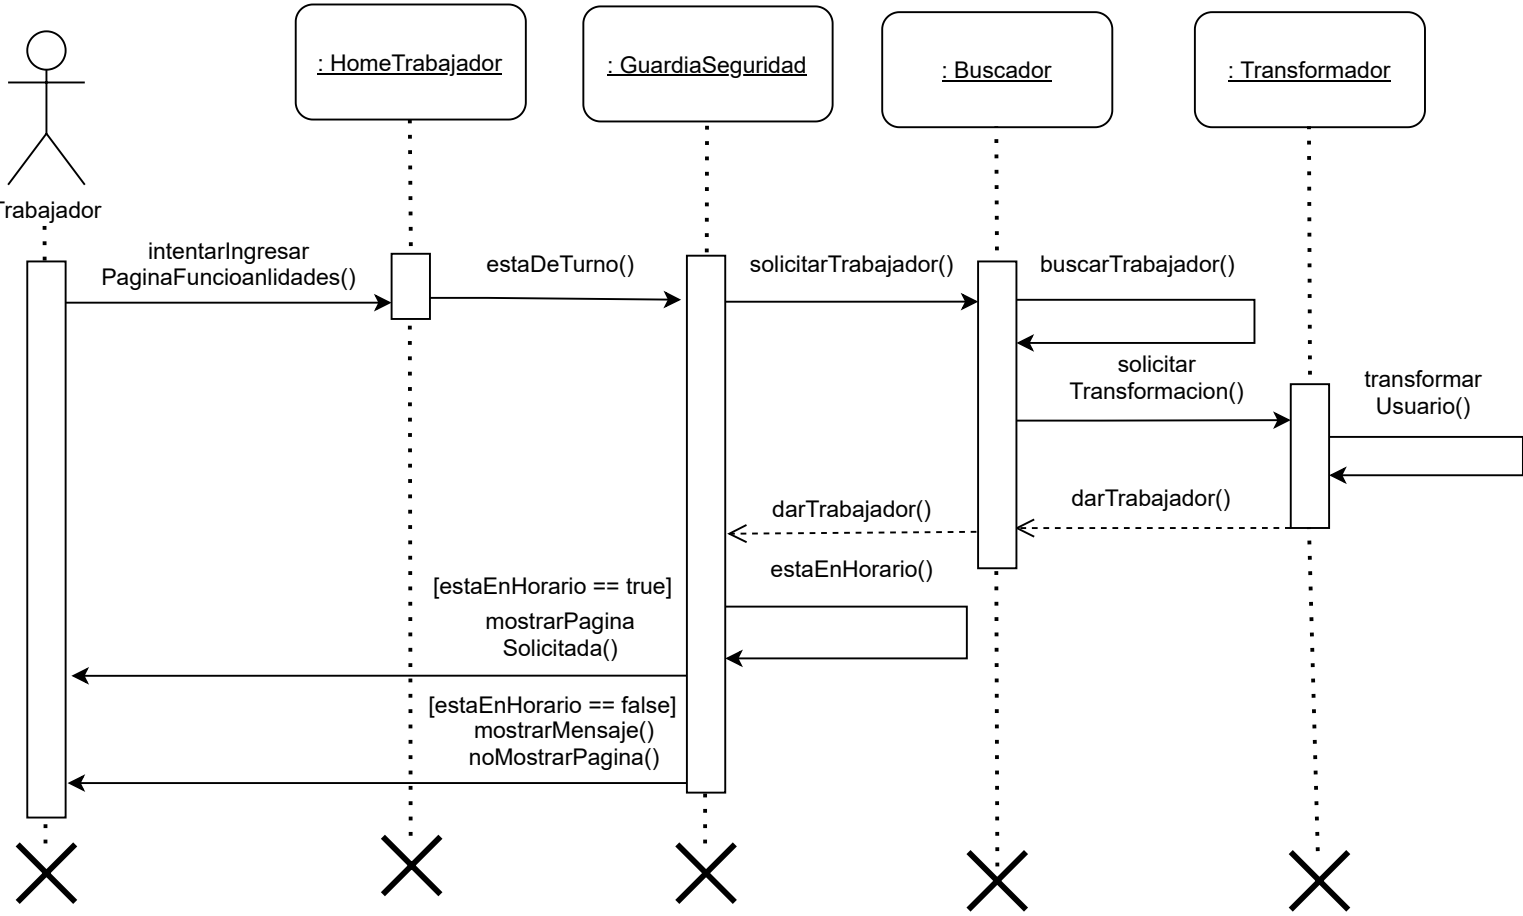 : HomeTrabajador
: GuardiaSeguridad
: Buscador
: Transformador
Trabajador
intentarIngresar
PaginaFuncioanlidades()
estaDeTurno()
solicitarTrabajador()
buscarTrabajador()
solicitar
Transformacion()
transformar
Usuario()
darTrabajador()
darTrabajador()
estaEnHorario()
[estaEnHorario == true]
mostrarPagina
Solicitada()
[estaEnHorario == false]
mostrarMensaje()
noMostrarPagina()